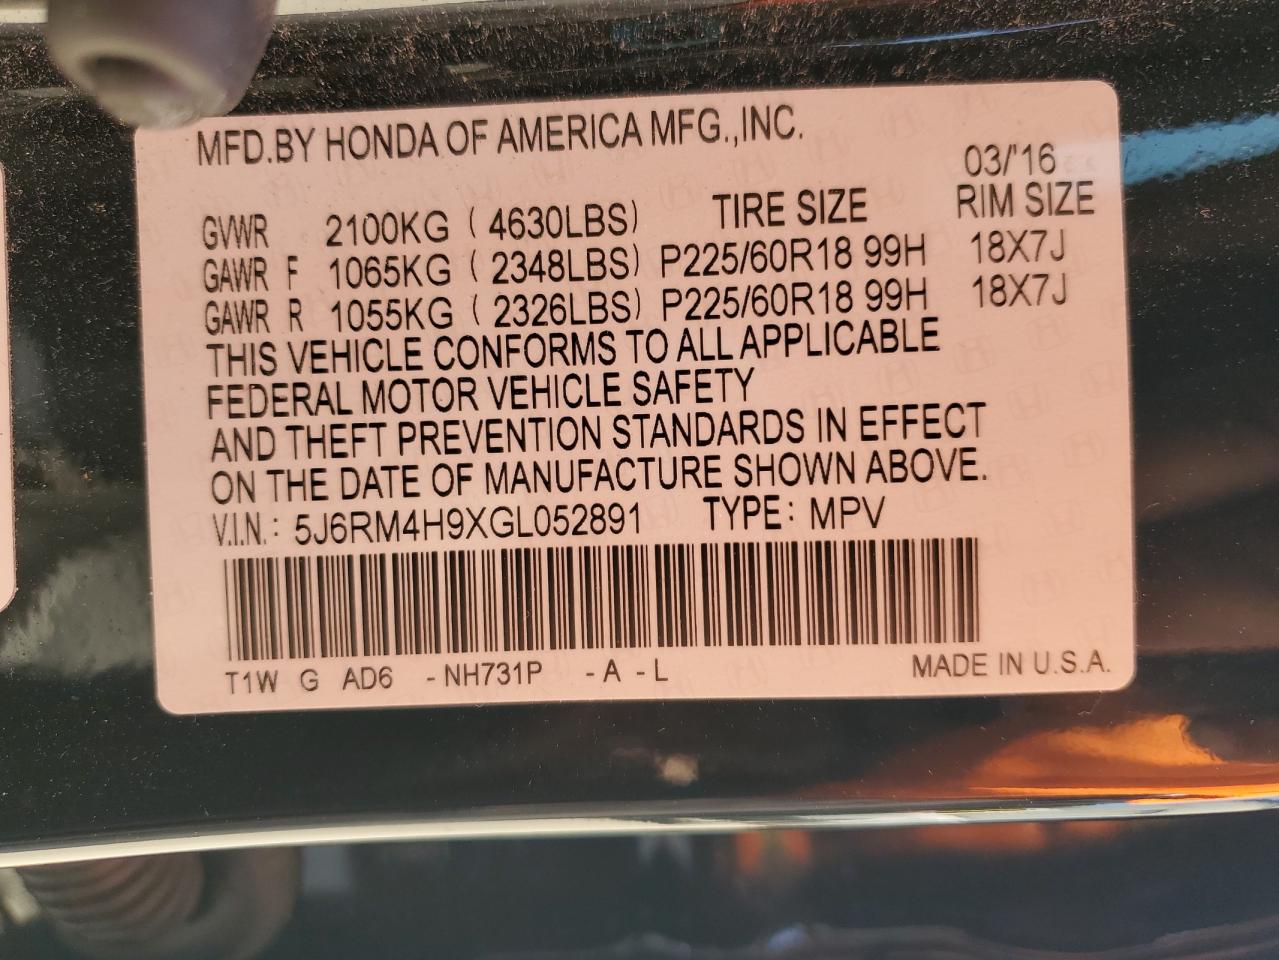 MFD.BY HONDA OF AMERICA MFG.,INC.
03/'16
GVWR 2100KG ( 4630LBS) TIRE SIZE RIM SIZE
GAWR F 1065KG ( 2348LBS) P225/60R18 99H 18X7J
GAWR R 1055KG ( 2326LBS) P225/60R18 99H 18X7J
THIS VEHICLE CONFORMS TO ALL APPLICABLE
FEDERAL MOTOR VEHICLE SAFETY
AND THEFT PREVENTION STANDARDS IN EFFECT
ON THE DATE OF MANUFACTURE SHOWN ABOVE.
V.I.N.: 5J6RM4H9XGL052891 TYPE: MPV
T1W G AD6 -NH731P -A -L MADE IN U.S.A.